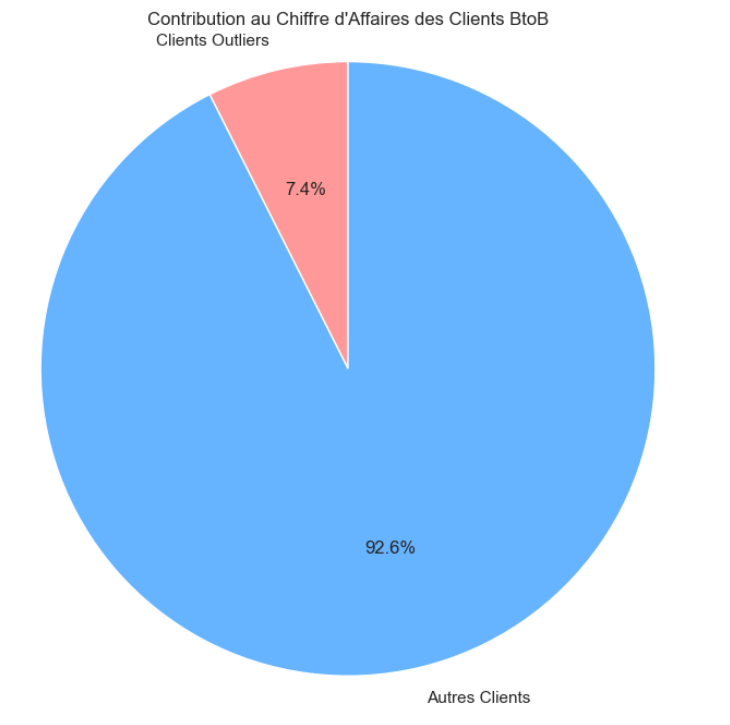 Contribution au Chiffre d'Affaires des Clients BtoB
Clients Outliers
7.4%
92.6%
Autres Clients